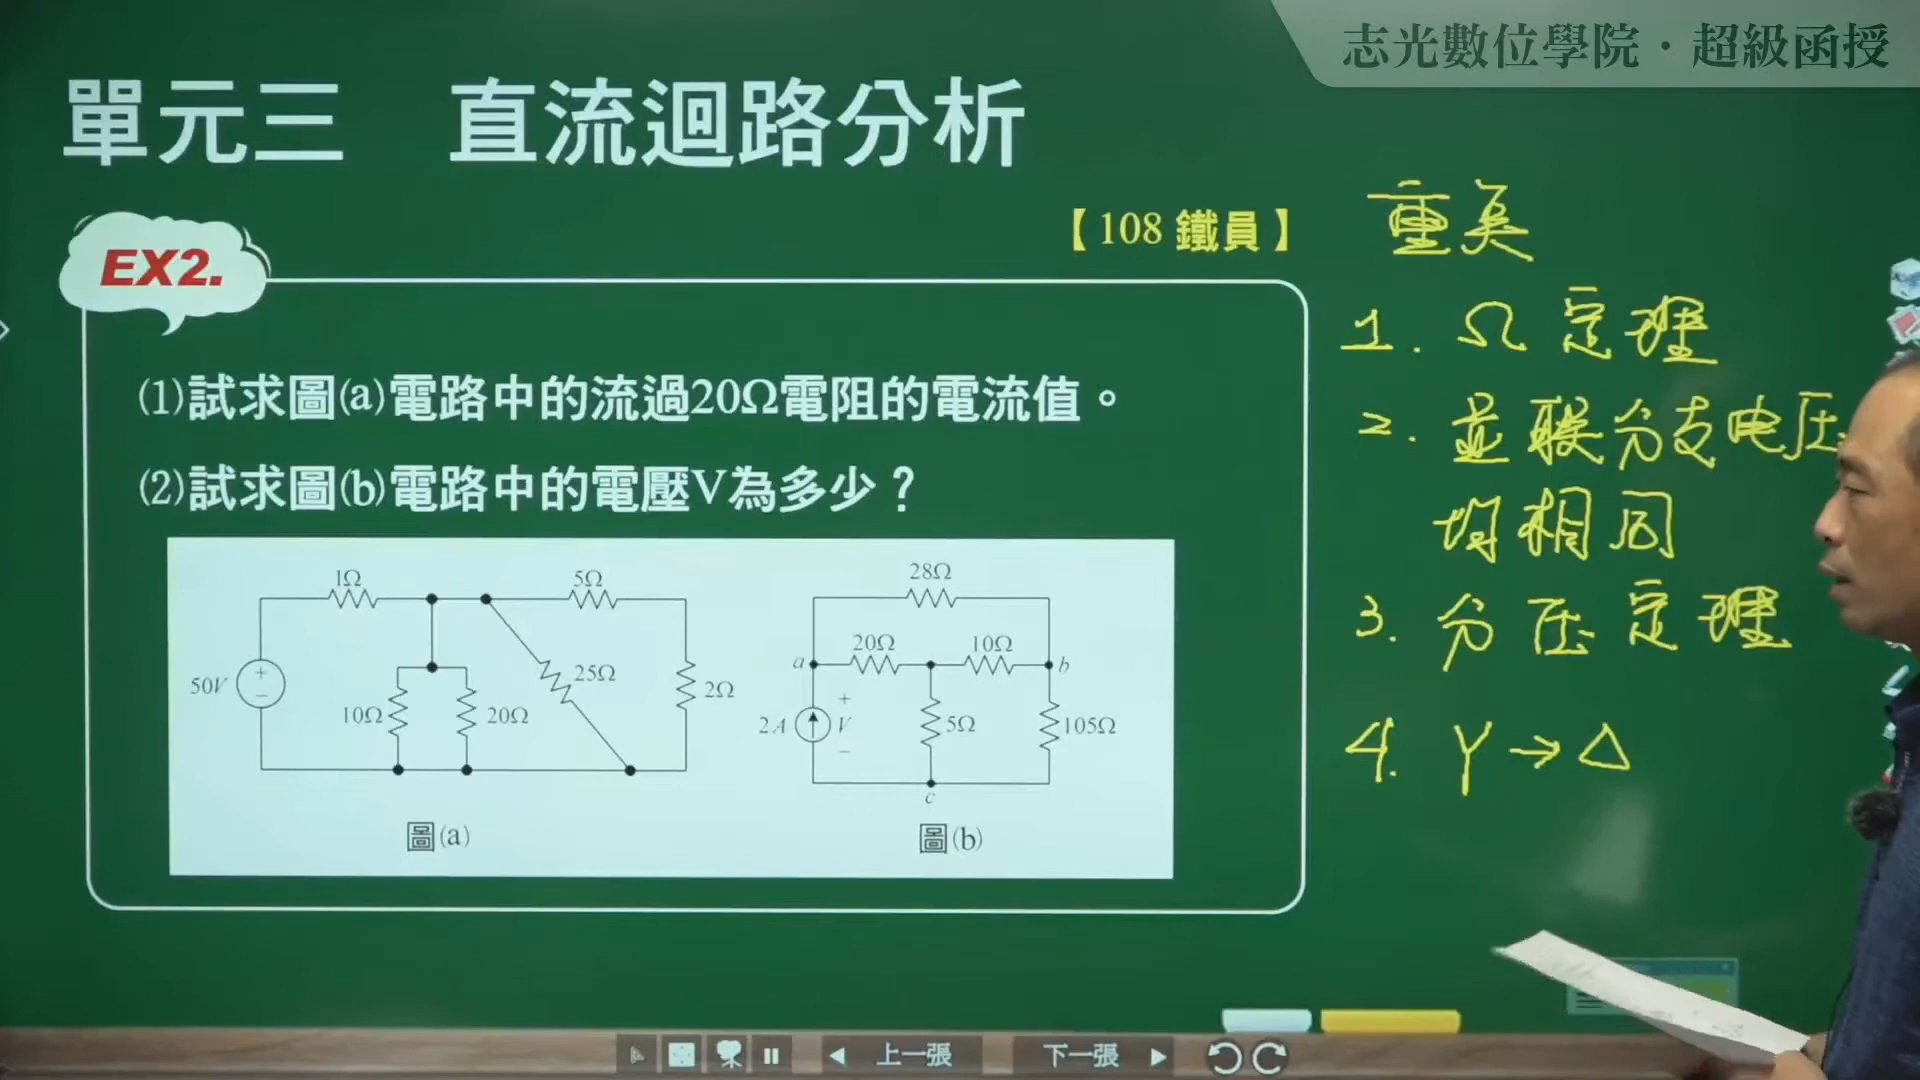 志光數位學院．超級函授
單元三 直流迴路分析
【108 鐵員】
EX2.
(1)試求圖(a)電路中的流過20Ω電阻的電流值。
(2)試求圖(b)電路中的電壓V為多少？
1Ω
5Ω
50V
+
−
10Ω
20Ω
25Ω
2Ω
圖(a)
28Ω
20Ω
10Ω
a
b
2A
+
V
−
5Ω
105Ω
c
圖(b)
重點
1. Ω定理
2. 並聯分支电压
均相同
3. 分压定理
4. Y→△
上一張
下一張